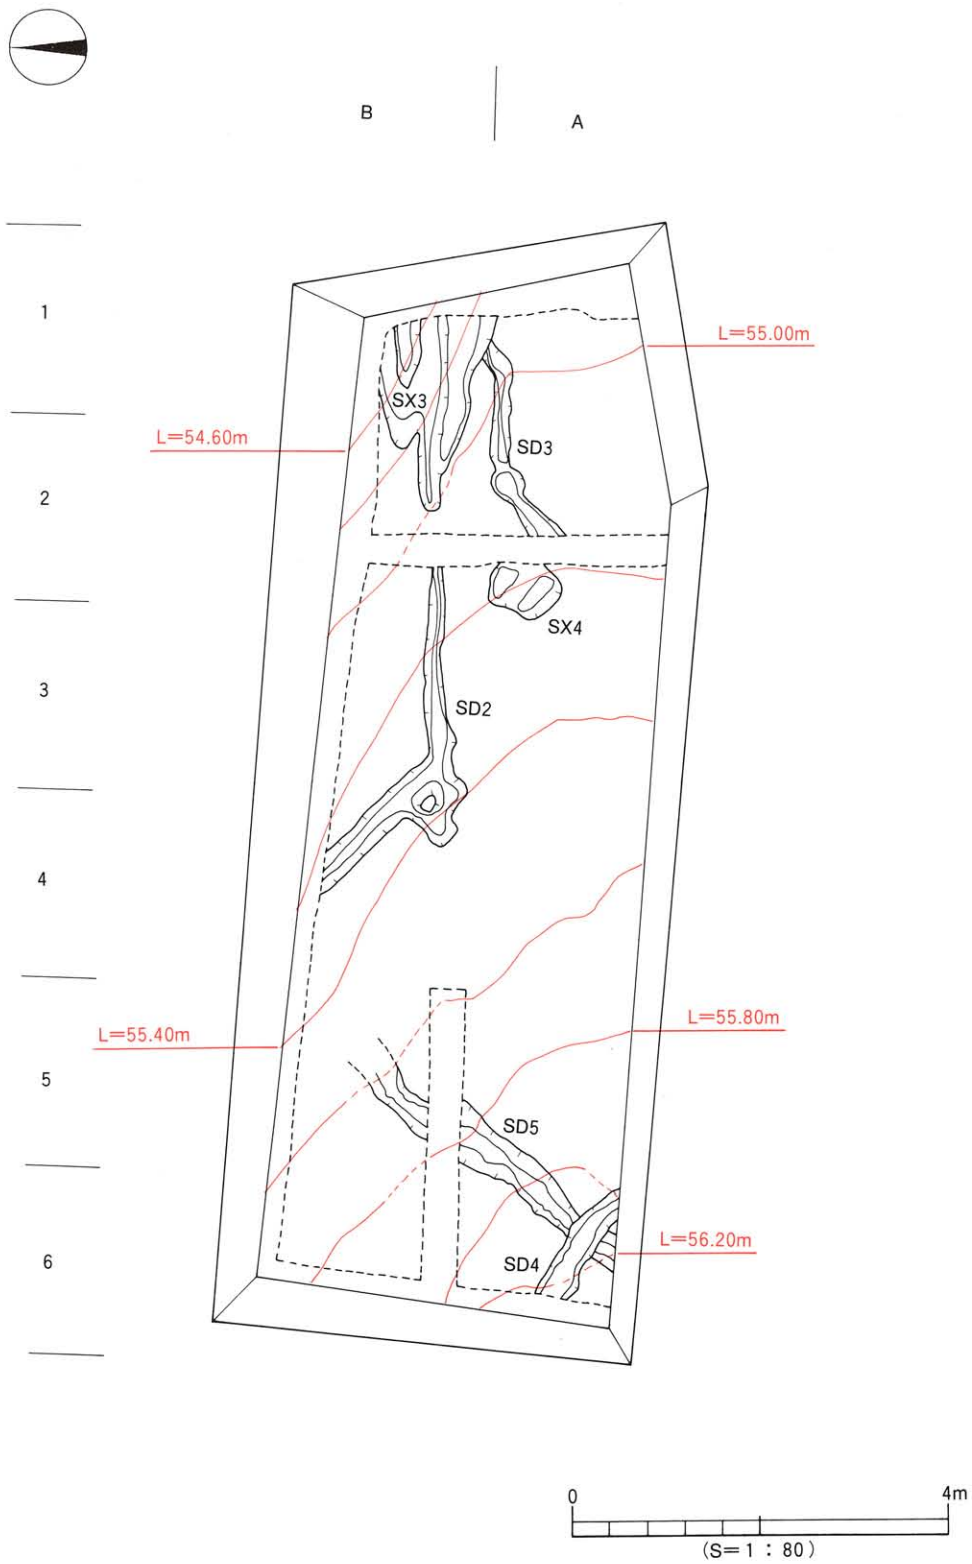 B
A
1
L=55.00m
SX3
L=54.60m
SD3
2
SX4
3
SD2
4
L=55.40m
L=55.80m
5
SD5
6
L=56.20m
SD4
0 4m
(S=1:80)